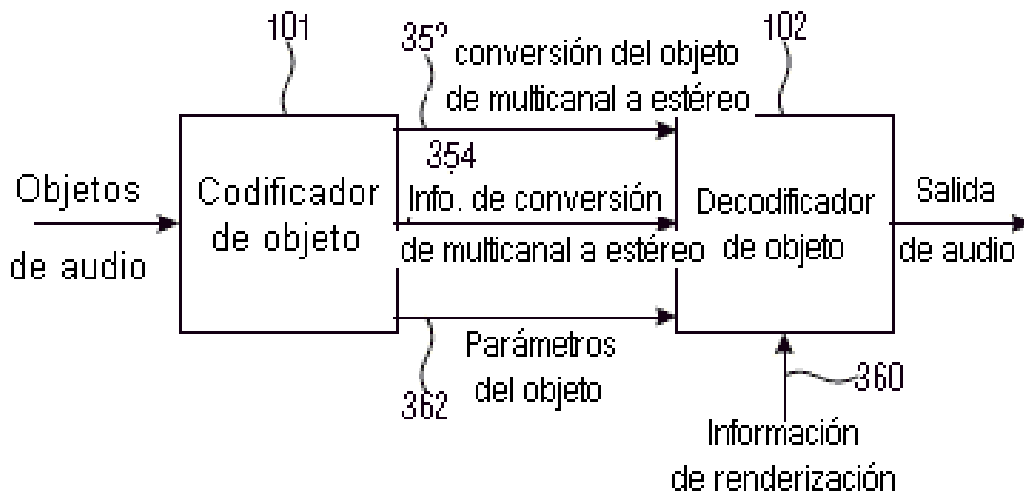 101
35?
conversión del objeto
de multicanal a estéreo
102
354
Objetos
de audio
Codificador
de objeto
Info. de conversión
de multicanal a estéreo
Decodificador
de objeto
Salida
de audio
Parámetros
del objeto
362
360
Información
de renderización